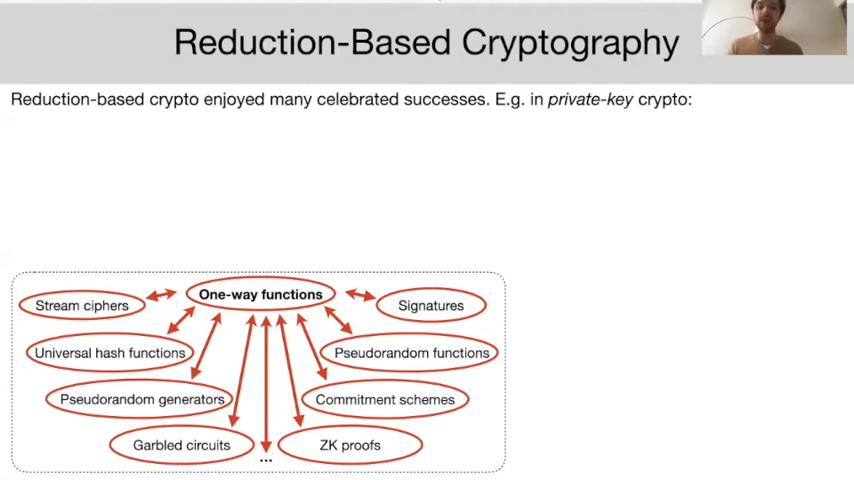 Reduction-Based Cryptography
Reduction-based crypto enjoyed many celebrated successes. E.g. in private-key crypto:
One-way functions
Stream ciphers
Signatures
Universal hash functions
Pseudorandom functions
Pseudorandom generators
Commitment schemes
Garbled circuits
ZK proofs
...